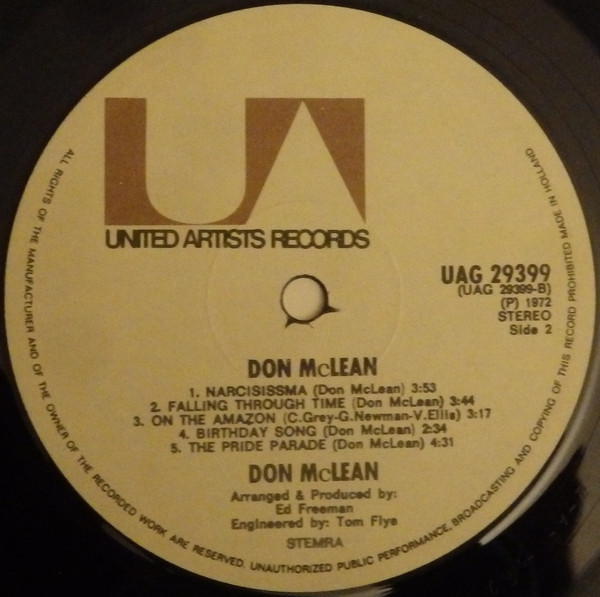 UA
UNITED ARTISTS RECORDS
UAG 29399
(UAG 29399-B)
(P) 1972
STEREO
Side 2
DON McLEAN
1. NARCISISSMA (Don McLean) 3:53
2. FALLING THROUGH TIME (Don McLean) 3:44
3. ON THE AMAZON (C.Grey-G.Newman-V.Ellis) 3:17
4. BIRTHDAY SONG (Don McLean) 2:34
5. THE PRIDE PARADE (Don McLean) 4:31
DON McLEAN
Arranged & Produced by:
Ed Freeman
Engineered by: Tom Flye
STEMRA
ALL RIGHTS OF THE MANUFACTURER AND OF THE OWNER OF THE RECORDED WORK ARE RESERVED. UNAUTHORIZED PUBLIC PERFORMANCE, BROADCASTING AND COPYING OF THIS RECORD PROHIBITED MADE IN HOLLAND